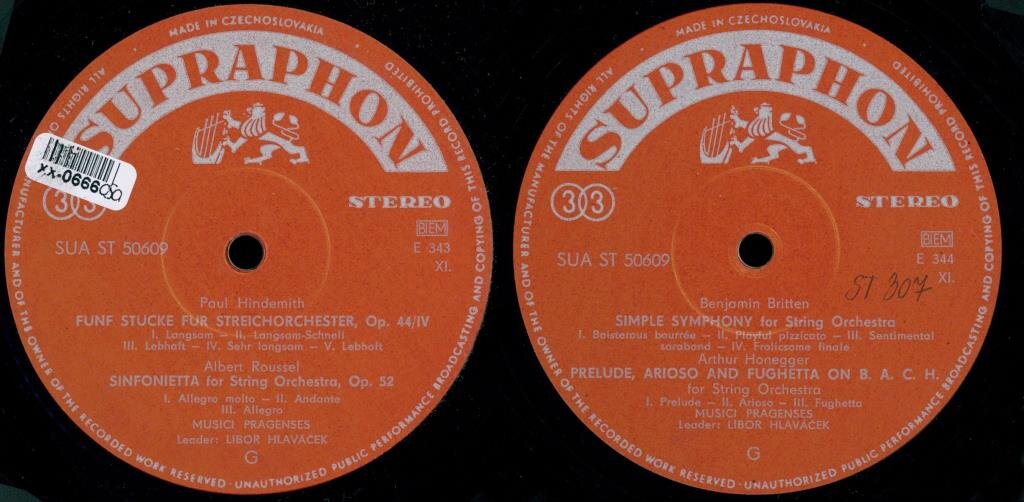 MADE IN CZECHOSLOVAKIA
SUPRAPHON
33
STEREO
BIEM
SUA ST 50609
E 343
XI.
xx-0666
Paul Hindemith
FUNF STUCKE FUR STREICHORCHESTER, Op. 44/IV
I. Langsam – II. Langsam-Schnell
III. Lebhaft – IV. Sehr langsam – V. Lebhaft
Albert Roussel
SINFONIETTA for String Orchestra, Op. 52
I. Allegro molto – II. Andante
III. Allegro
MUSICI PRAGENSES
Leader: LIBOR HLAVÁČEK
G
ALL RIGHTS O MANUFACTURER AND OF THE OWNER OF THE RECORDED WORK RESERVED - UNAUTHORIZED PUBLIC PERFORMANCE BROADCASTING AND COPYING OF THIS RECORD PROHIBITED
MADE IN CZECHOSLOVAKIA
SUPRAPHON
33
STEREO
BIEM
SUA ST 50609
E 344
XI.
ST 307
Benjamin Britten
SIMPLE SYMPHONY for String Orchestra
I. Boisterous bourrée – II. Playful pizzicato – III. Sentimental
saraband – IV. Frolicsome finale
Arthur Honegger
PRELUDE, ARIOSO AND FUGHETTA ON B. A. C. H.
for String Orchestra
I. Prelude – II. Arioso – III. Fughetta
MUSICI PRAGENSES
Leader: LIBOR HLAVÁČEK
G
ALL RIGHTS OF THE MANUFACTURER AND OF THE OWNER OF THE RECORDED WORK RESERVED - UNAUTHORIZED PUBLIC PERFORMANCE BROADCASTING AND COPYING OF THIS RECORD PROHIBITED